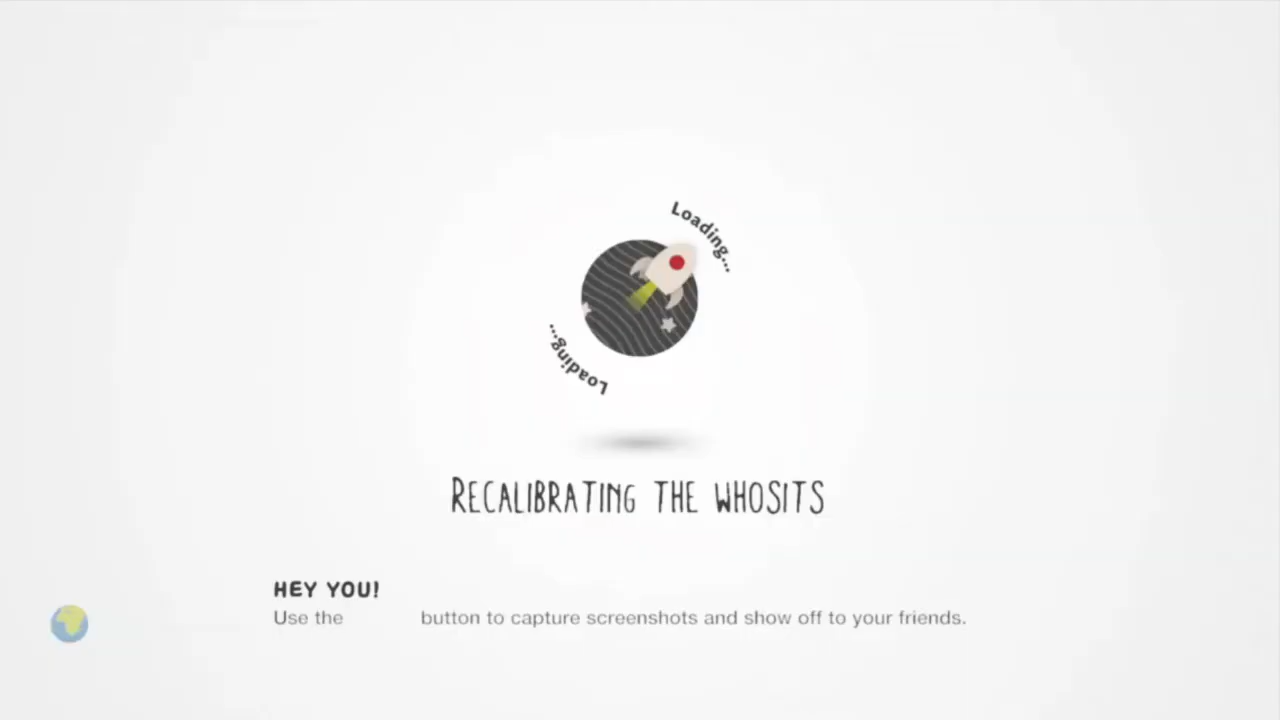 Loading...
Loading...
RECALIBRATING THE WHOSITS
HEY YOU!
Use the button to capture screenshots and show off to your friends.